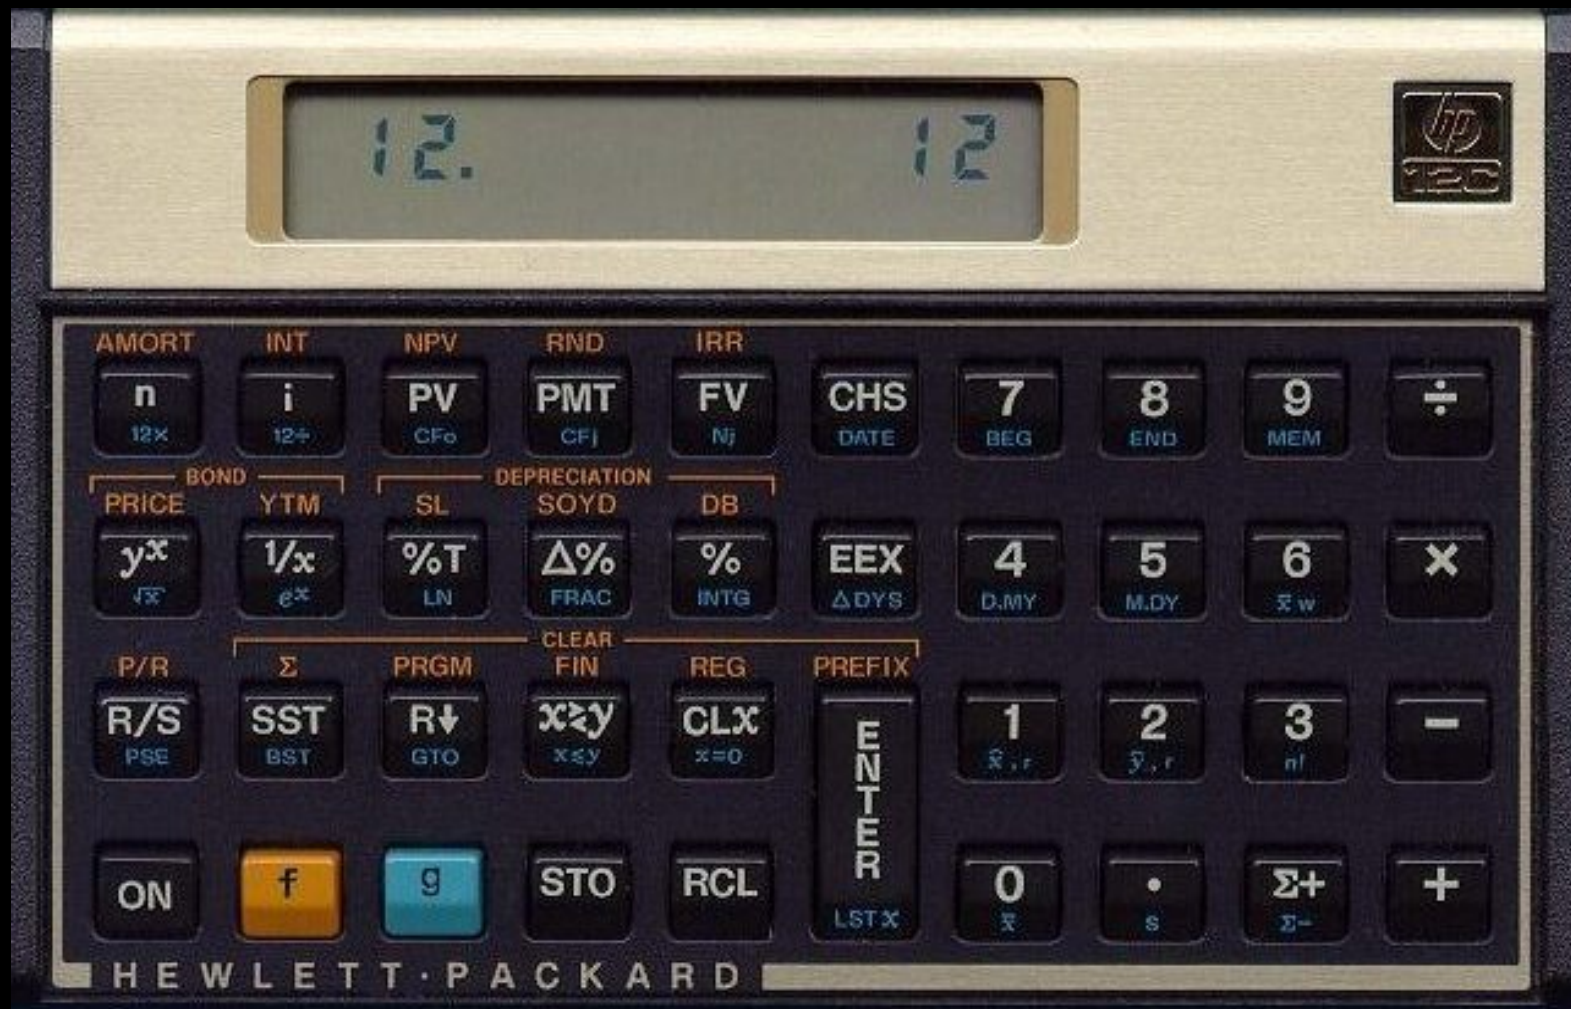 12. 12
hp
12C
AMORT INT NPV RND IRR
n i PV PMT FV CHS 7 8 9 ÷
12× 12÷ CFo CFj Nj DATE BEG END MEM
BOND DEPRECIATION
PRICE YTM SL SOYD DB
yˣ 1/x %T Δ% % EEX 4 5 6 ×
√x eˣ LN FRAC INTG ΔDYS D.MY M.DY x̄w
CLEAR
P/R Σ PRGM FIN REG PREFIX
R/S SST R↓ x≷y CLx ENTER 1 2 3 −
PSE BST GTO x≤y x=0 x̂,r ŷ,r n!
ON f g STO RCL 0 • Σ+ +
LSTx x̄ s Σ−
HEWLETT·PACKARD